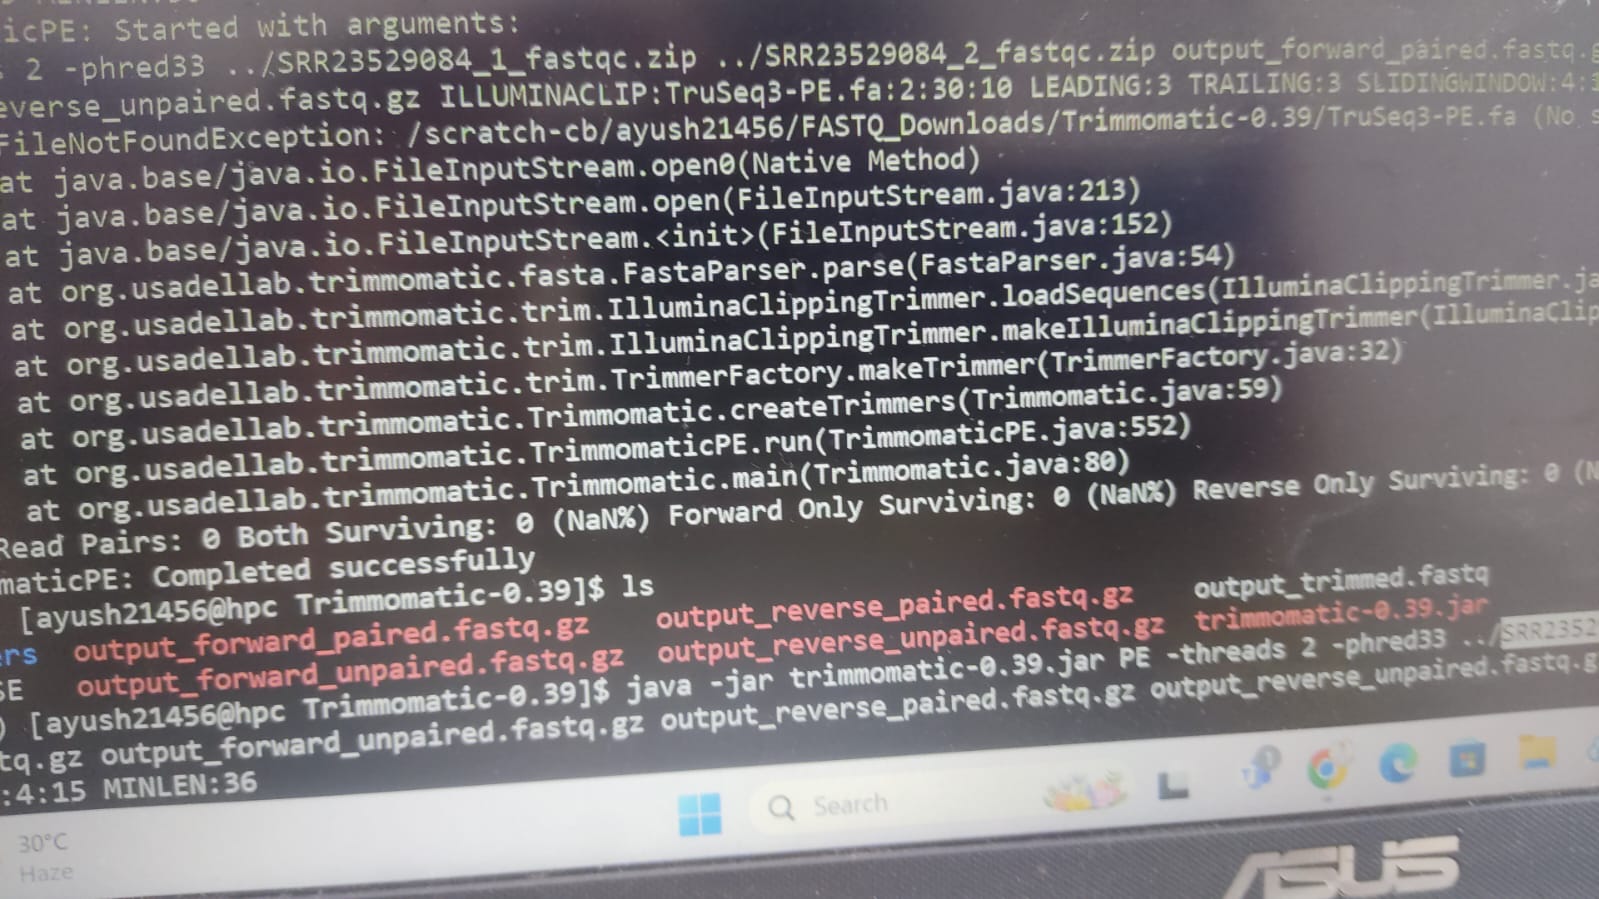 icPE: Started with arguments:
s 2 -phred33 ../SRR23529084_1_fastqc.zip ../SRR23529084_2_fastqc.zip output_forward_paired.fastq.g
everse_unpaired.fastq.gz ILLUMINACLIP:TruSeq3-PE.fa:2:30:10 LEADING:3 TRAILING:3 SLIDINGWINDOW:4:1
FileNotFoundException: /scratch-cb/ayush21456/FASTQ_Downloads/Trimmomatic-0.39/TruSeq3-PE.fa (No s
at java.base/java.io.FileInputStream.open0(Native Method)
at java.base/java.io.FileInputStream.open(FileInputStream.java:213)
at java.base/java.io.FileInputStream.<init>(FileInputStream.java:152)
at org.usadellab.trimmomatic.fasta.FastaParser.parse(FastaParser.java:54)
at org.usadellab.trimmomatic.trim.IlluminaClippingTrimmer.loadSequences(IlluminaClippingTrimmer.ja
at org.usadellab.trimmomatic.trim.IlluminaClippingTrimmer.makeIlluminaClippingTrimmer(IlluminaClip
at org.usadellab.trimmomatic.trim.TrimmerFactory.makeTrimmer(TrimmerFactory.java:32)
at org.usadellab.trimmomatic.Trimmomatic.createTrimmers(Trimmomatic.java:59)
at org.usadellab.trimmomatic.TrimmomaticPE.run(TrimmomaticPE.java:552)
at org.usadellab.trimmomatic.Trimmomatic.main(Trimmomatic.java:80)
Read Pairs: 0 Both Surviving: 0 (NaN%) Forward Only Surviving: 0 (NaN%) Reverse Only Surviving: 0 (N
maticPE: Completed successfully
[ayush21456@hpc Trimmomatic-0.39]$ ls
ers output_forward_paired.fastq.gz output_reverse_paired.fastq.gz output_trimmed.fastq
SE output_forward_unpaired.fastq.gz output_reverse_unpaired.fastq.gz trimmomatic-0.39.jar
) [ayush21456@hpc Trimmomatic-0.39]$ java -jar trimmomatic-0.39.jar PE -threads 2 -phred33 ../SRR2352
tq.gz output_forward_unpaired.fastq.gz output_reverse_paired.fastq.gz output_reverse_unpaired.fastq.g
:4:15 MINLEN:36
Search
30°C
Haze
ASUS